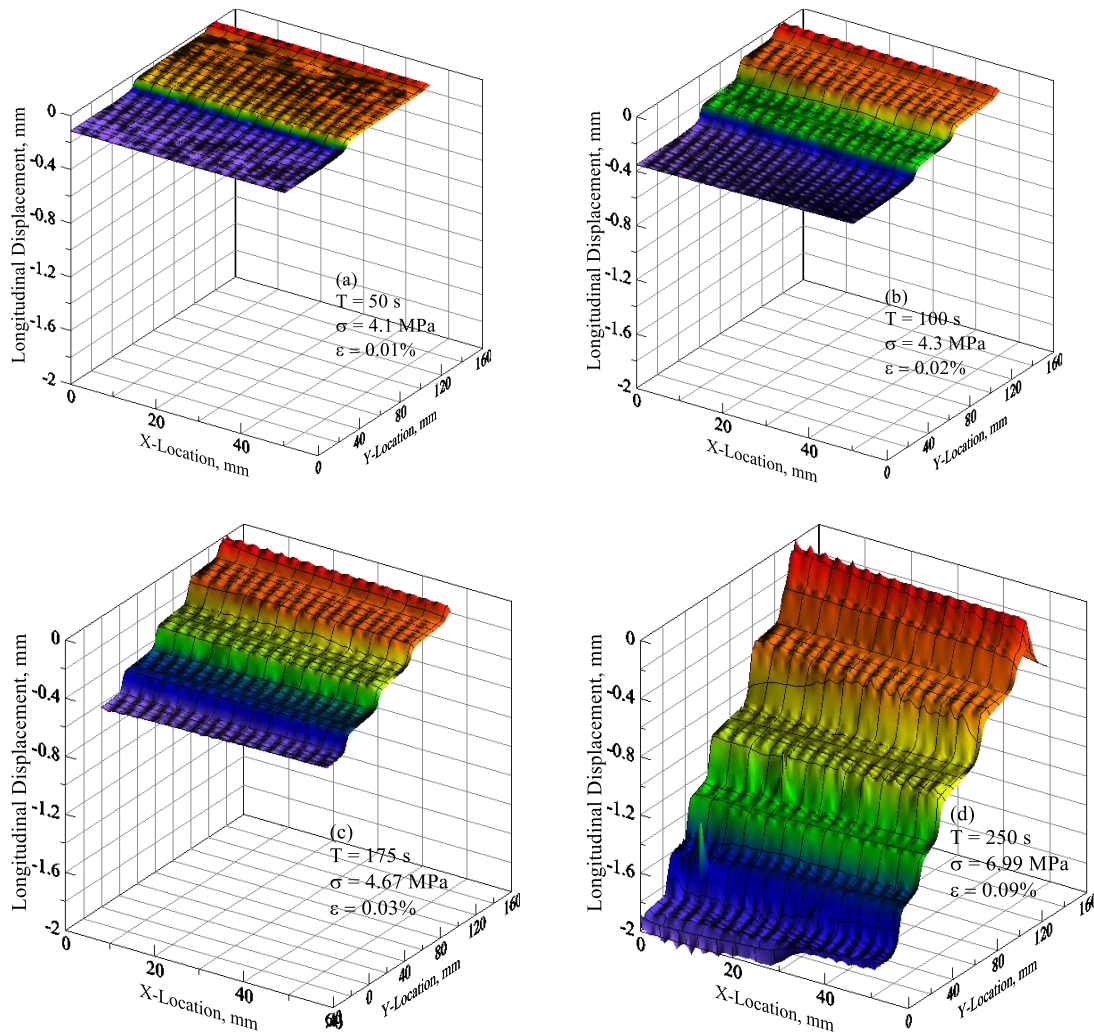 Longitudinal Displacement, mm
0
-0.4
-0.8
-1.2
-1.6
-2
0
20
40
X-Location, mm
0
40
80
120
160
Y-Location, mm
(a)
T = 50 s
σ = 4.1 MPa
ε = 0.01%
Longitudinal Displacement, mm
0
-0.4
-0.8
-1.2
-1.6
-2
0
20
40
X-Location, mm
0
40
80
120
160
Y-Location, mm
(b)
T = 100 s
σ = 4.3 MPa
ε = 0.02%
Longitudinal Displacement, mm
0
-0.4
-0.8
-1.2
-1.6
-2
0
20
40
X-Location, mm
0
40
80
120
160
Y-Location, mm
(c)
T = 175 s
σ = 4.67 MPa
ε = 0.03%
Longitudinal Displacement, mm
0
-0.4
-0.8
-1.2
-1.6
-2
0
20
40
X-Location, mm
0
40
80
120
160
Y-Location, mm
(d)
T = 250 s
σ = 6.99 MPa
ε = 0.09%